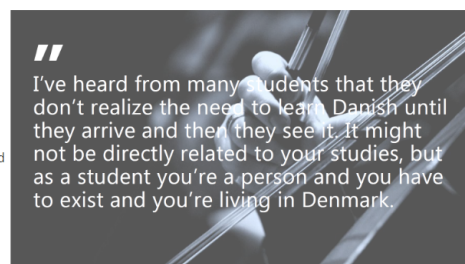 "
I've heard from many students that they
don't realize the need to learn Danish until
they arrive and then they see it. It might
not be directly related to your studies, but
as a student you're a person and you have
to exist and you're living in Denmark.